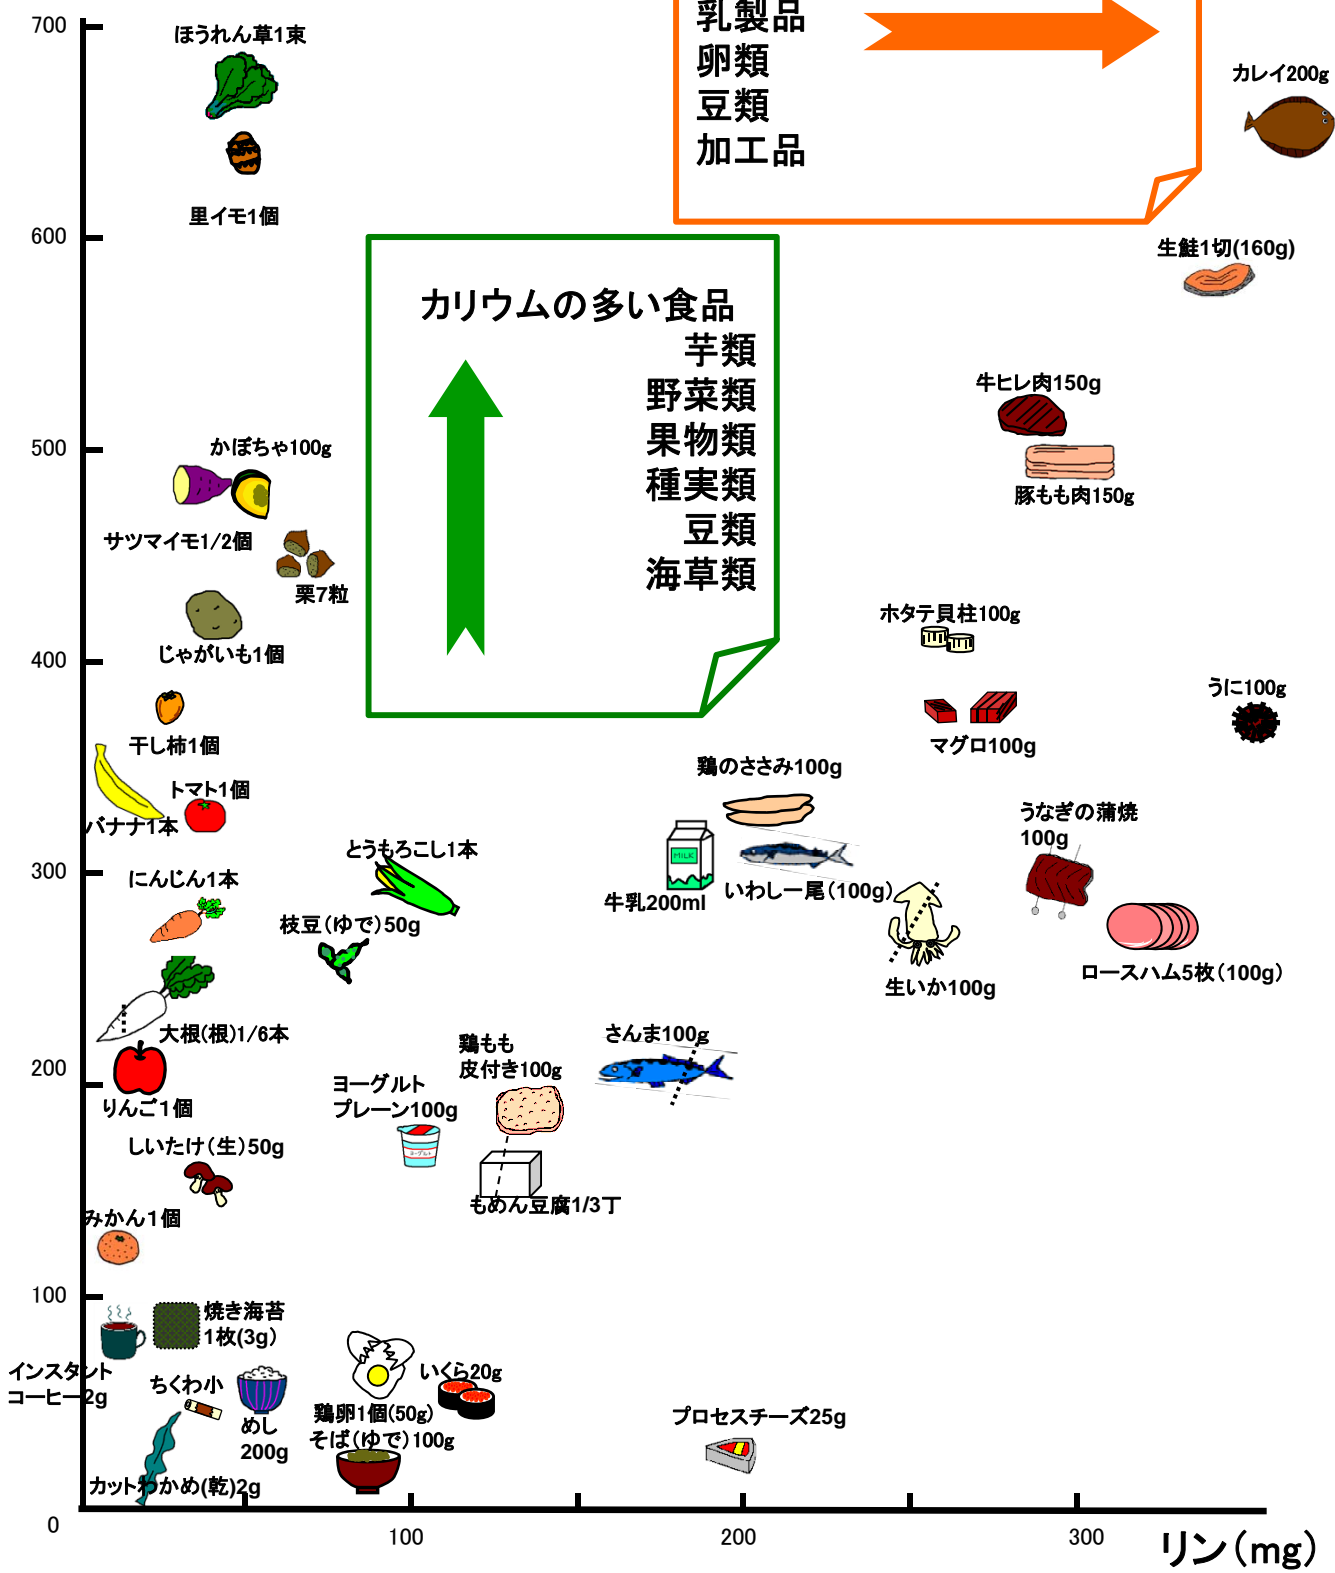 700
ほうれん草1束
乳製品
卵類
豆類
加工品
カレイ200g
里イモ1個
600
生鮭1切(160g)
カリウムの多い食品
芋類
野菜類
果物類
種実類
豆類
海草類
牛ヒレ肉150g
豚もも肉150g
500
かぼちゃ100g
サツマイモ1/2個
栗7粒
じゃがいも1個
ホタテ貝柱100g
400
うに100g
干し柿1個
マグロ100g
鶏のささみ100g
トマト1個
バナナ1本
うなぎの蒲焼
100g
とうもろこし1本
300
にんじん1本
MILK
牛乳200ml
いわし一尾(100g)
枝豆(ゆで)50g
生いか100g
ロースハム5枚(100g)
大根(根)1/6本
さんま100g
鶏もも
皮付き100g
200
ヨーグルト
プレーン100g
ヨーグルト
りんご1個
しいたけ(生)50g
もめん豆腐1/3丁
みかん1個
100
焼き海苔
1枚(3g)
インスタント
コーヒー2g
ちくわ小
いくら20g
めし
200g
鶏卵1個(50g)
そば(ゆで)100g
プロセスチーズ25g
カットわかめ(乾)2g
0
100
200
300
リン(mg)